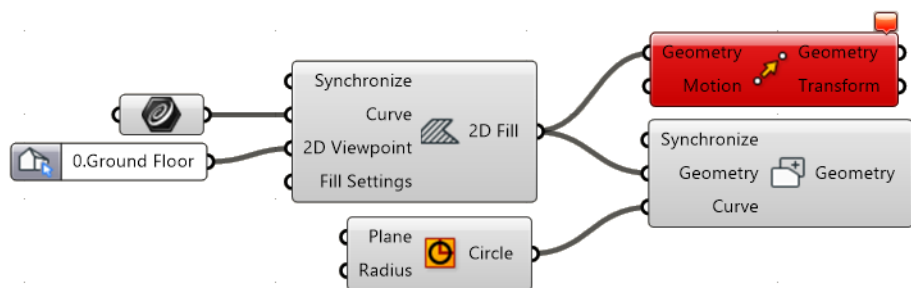 Geometry
Geometry
Motion
Transform
Synchronize
Curve
2D Viewpoint
Fill Settings
2D Fill
0.Ground Floor
Synchronize
Geometry
Geometry
Curve
Plane
Radius
Circle